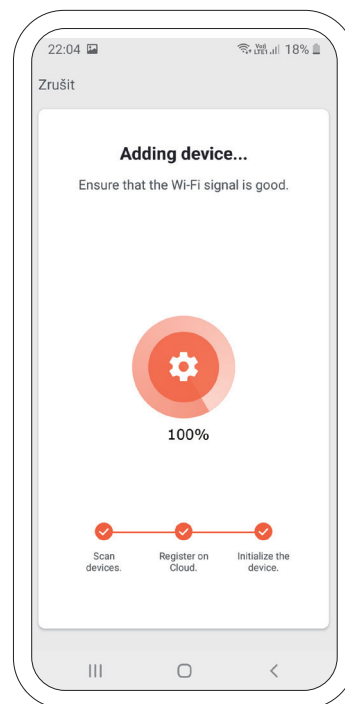 22:04 18%
Zrušit
Adding device...
Ensure that the Wi-Fi signal is good.
100%
Scan devices.
Register on Cloud.
Initialize the device.